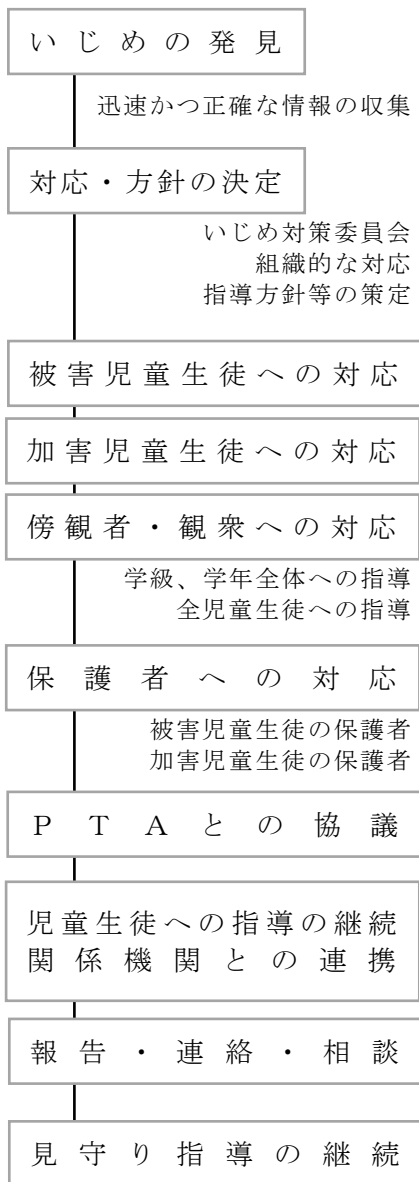 いじめの発見
迅速かつ正確な情報の収集
対応・方針の決定
いじめ対策委員会
組織的な対応
指導方針等の策定
被害児童生徒への対応
加害児童生徒への対応
傍観者・観衆への対応
学級、学年全体への指導
全児童生徒への指導
保護者への対応
被害児童生徒の保護者
加害児童生徒の保護者
PTAとの協議
児童生徒への指導の継続
関係機関との連携
報告・連絡・相談
見守り指導の継続